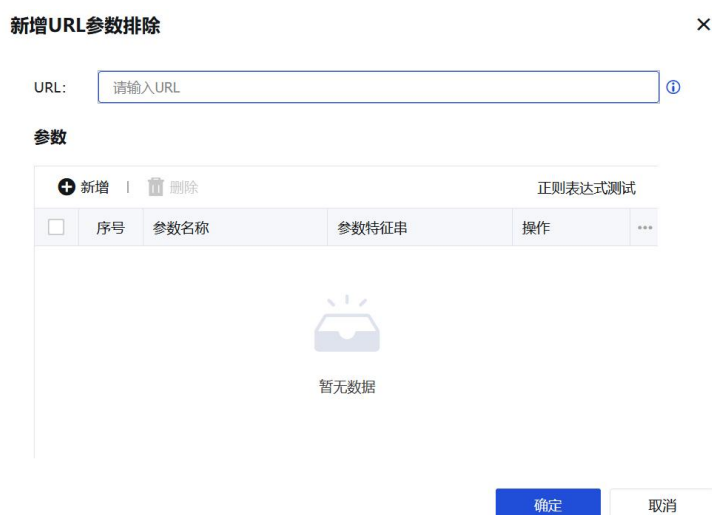 新增URL参数排除
URL: 请输入URL
参数
新增 | 删除 正则表达式测试
序号 参数名称 参数特征串 操作 ...
暂无数据
确定 取消